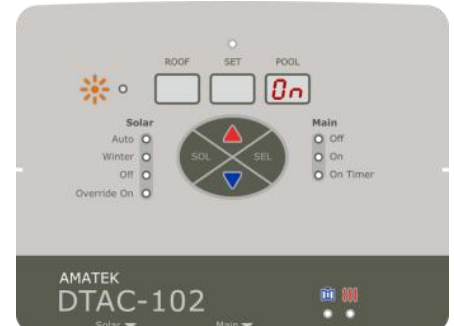 ROOF SET POOL
On
Solar
Auto
Winter
Off
Override On
SOL SEL
Main
Off
On
On Timer
AMATEK
DTAC-102
Solar Main